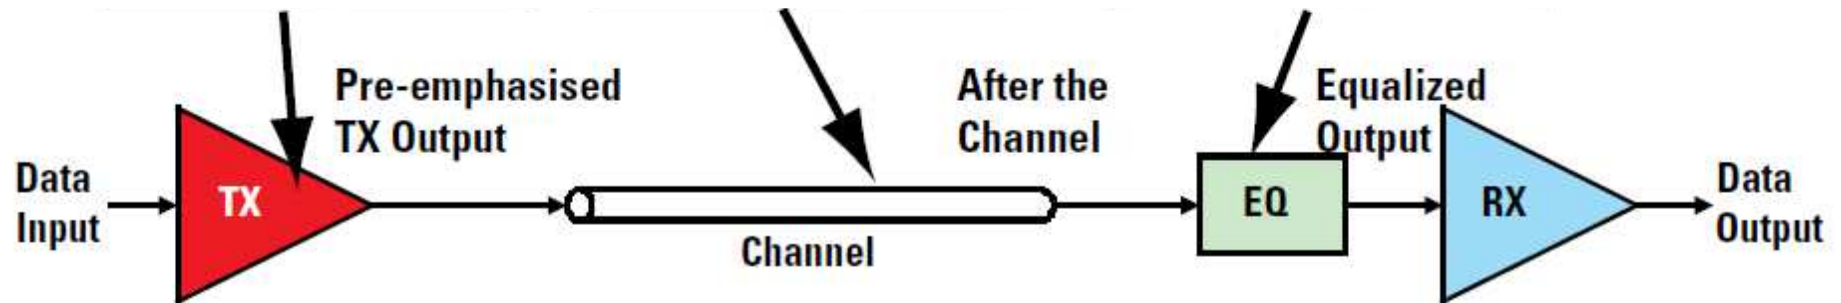 Pre-emphasised
TX Output
After the
Channel
Equalized
Output
Data
Input
TX
Channel
EQ
RX
Data
Output